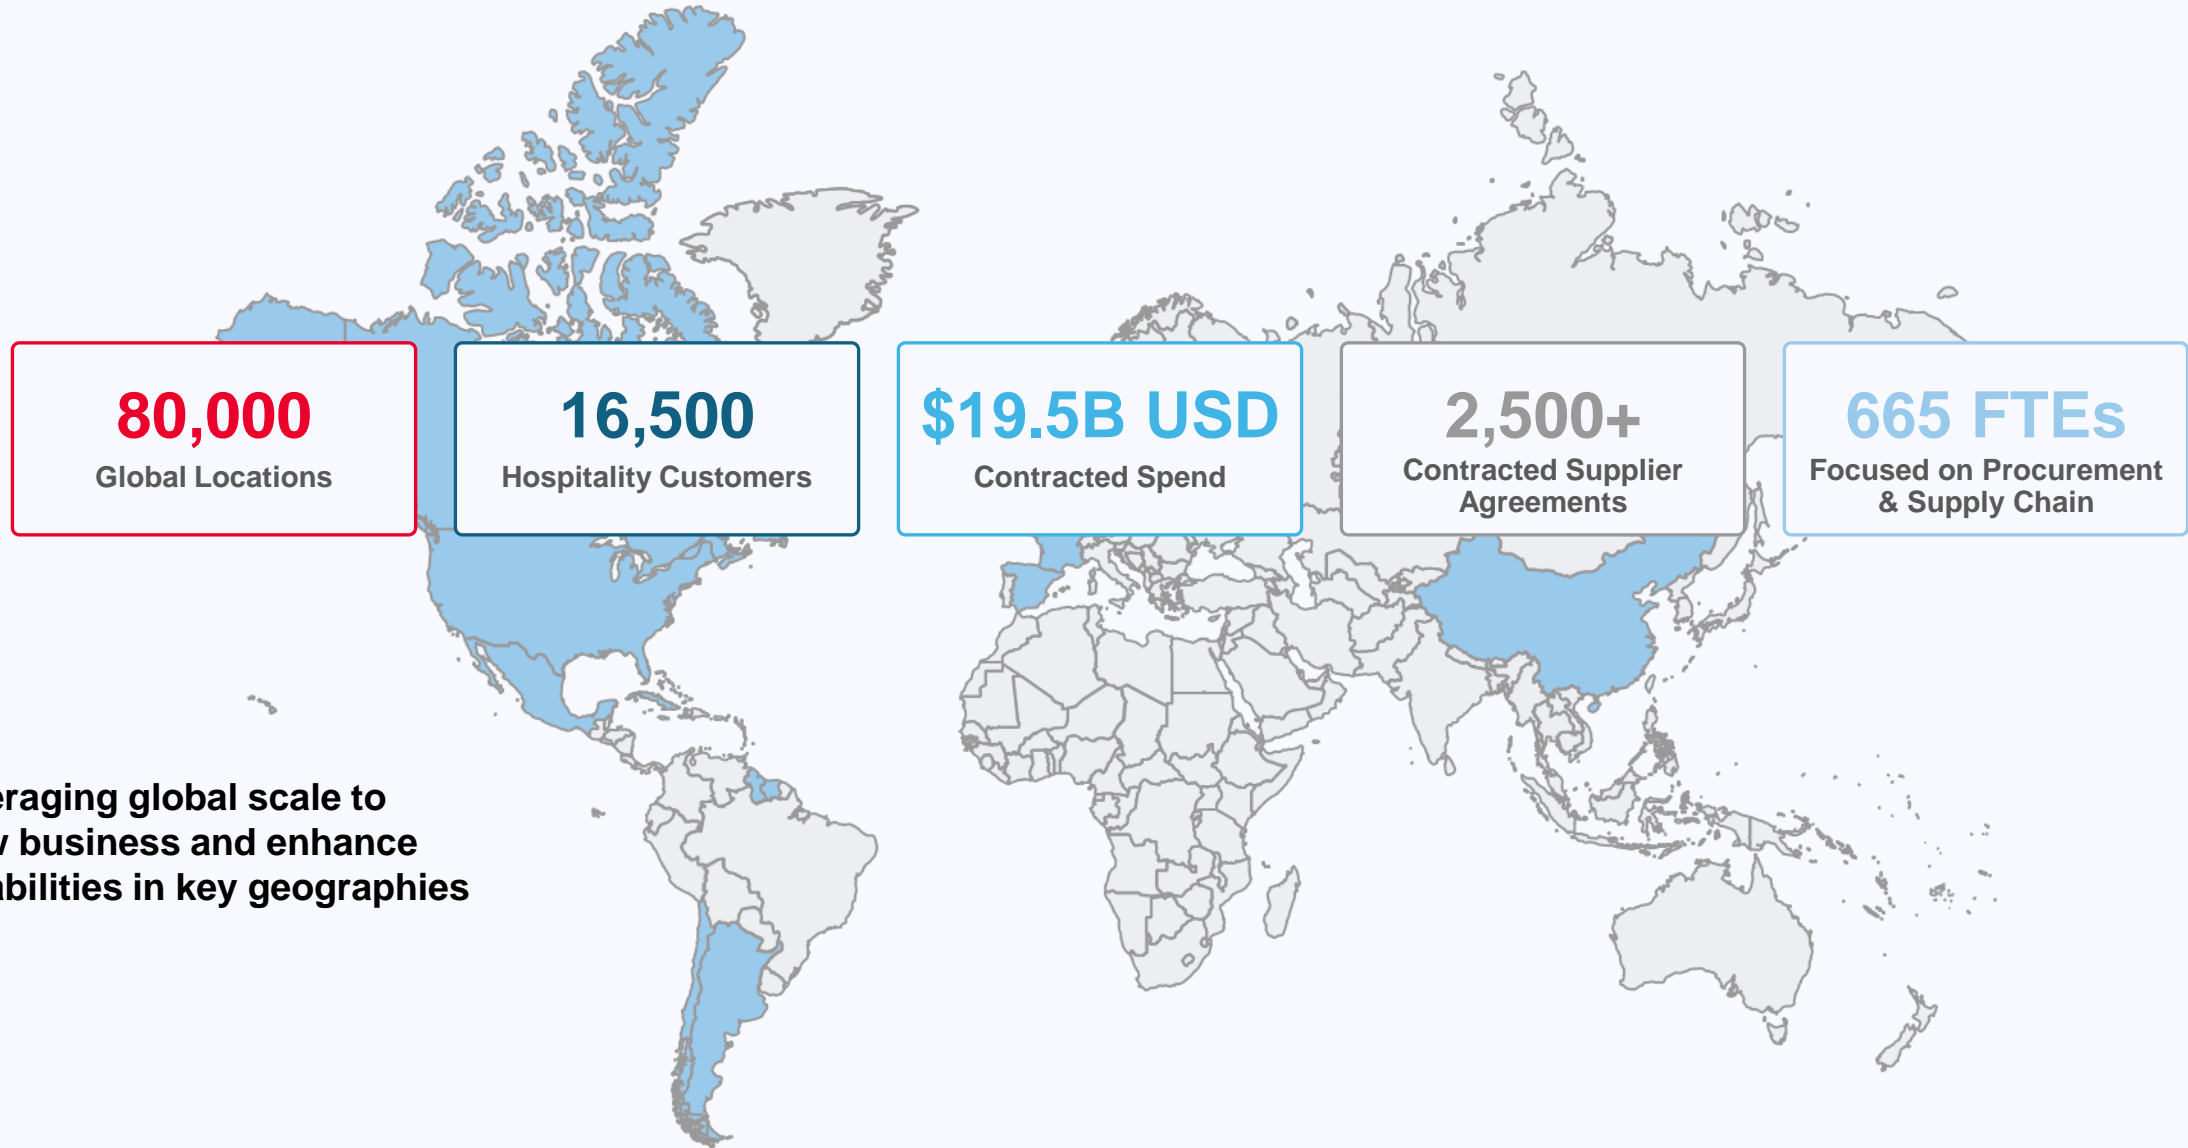 80,000
Global Locations
16,500
Hospitality Customers
$19.5B USD
Contracted Spend
2,500+
Contracted Supplier
Agreements
665 FTEs
Focused on Procurement
& Supply Chain
eraging global scale to
w business and enhance
abilities in key geographies